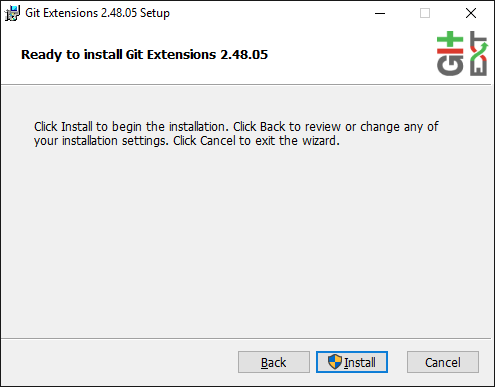 Git Extensions 2.48.05 Setup
Ready to install Git Extensions 2.48.05
Git
Ext
Click Install to begin the installation. Click Back to review or change any of
your installation settings. Click Cancel to exit the wizard.
Back
Install
Cancel